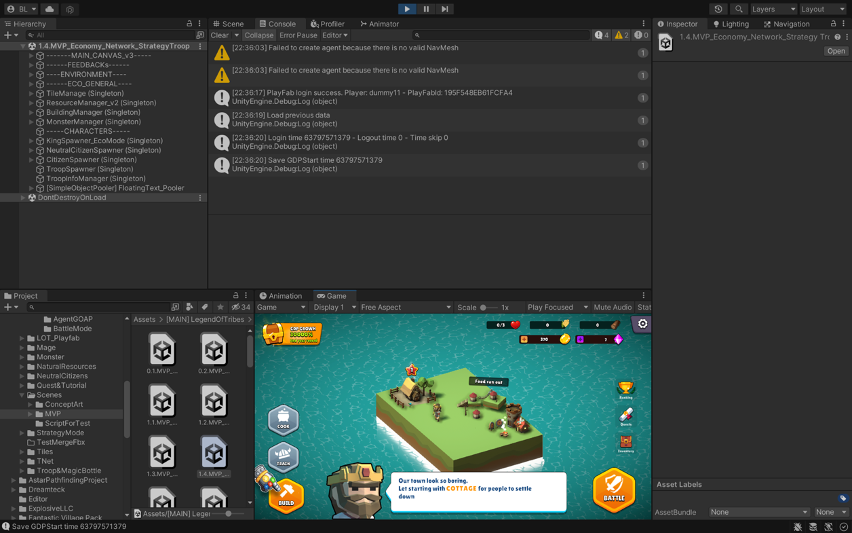 BL
Layers
Layout
Hierarchy
All
1.4.MVP_Economy_Network_StrategyTroop
-------MAIN_CANVAS_v3-----
------FEEDBACKs------
----ENVIRONMENT----
------ECO_GENERAL-----
TileManage (Singleton)
ResourceManager_v2 (Singleton)
BuildingManager (Singleton)
MonsterManager (Singleton)
-----CHARACTERS-----
KingSpawner_EcoMode (Singleton)
NeutralCitizenSpawner (Singleton)
CitizenSpawner (Singleton)
TroopSpawner (Singleton)
TroopInfoManager (Singleton)
[SimpleObjectPooler] FloatingText_Pooler
DontDestroyOnLoad
Scene
Console
Profiler
Animator
Clear
Collapse
Error Pause
Editor
4
2
0
[22:36:03] Failed to create agent because there is no valid NavMesh
1
[22:36:03] Failed to create agent because there is no valid NavMesh
1
[22:36:17] PlayFab login success. Player: dummy11 - PlayFabId: 195F548EB61FCFA4
UnityEngine.Debug:Log (object)
1
[22:36:19] Load previous data
UnityEngine.Debug:Log (object)
1
[22:36:20] Login time 63797571379 - Logout time 0 - Time skip 0
UnityEngine.Debug:Log (object)
1
[22:36:20] Save GDPStart time 63797571379
UnityEngine.Debug:Log (object)
1
Inspector
Lighting
Navigation
1.4.MVP_Economy_Network_StrategyTr
Open
Asset Labels
AssetBundle
None
None
Project
34
AgentGOAP
BattleMode
LOT_Playfab
Mage
Monster
NaturalResources
NeutralCitizens
Quest&Tutorial
Scenes
ConceptArt
MVP
ScriptForTest
StrategyMode
TestMergeFbx
Tiles
TNet
Troop&MagicBottle
AstarPathfindingProject
Dreamteck
Editor
ExplosiveLLC
Fantastic Village Pack
Assets > [MAIN] LegendOfTribes >
0.1.MVP_...
0.2.MVP_...
1.1.MVP_...
1.2.MVP_...
1.3.MVP_...
1.4.MVP_...
Assets/[MAIN] Leger
Animation
Game
Game
Display 1
Free Aspect
Scale
1x
Play Focused
Mute Audio
Stat
0/3
0
0
Food run out
COOK
TEACH
BUILD
BATTLE
Our town look so boring.
Let starting with COTTAGE for people to settle
down
Save GDPStart time 63797571379